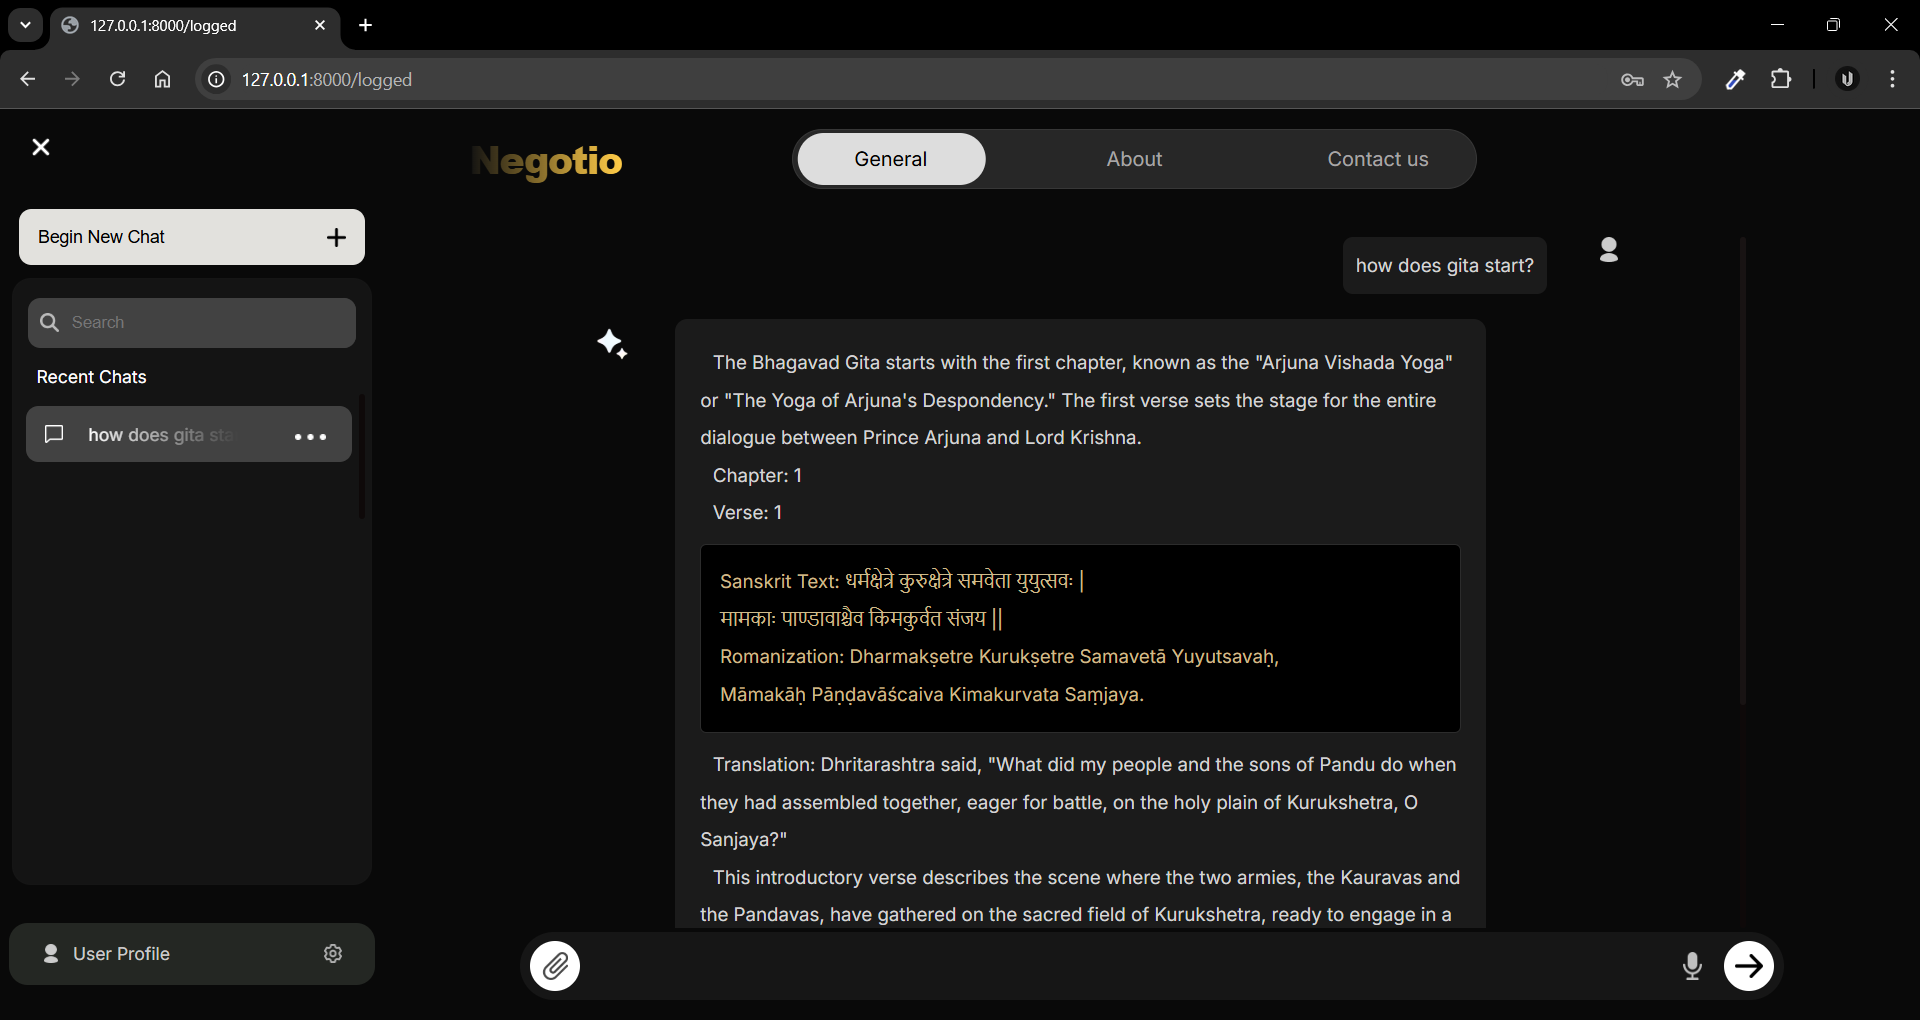 127.0.0.1:8000/logged
127.0.0.1:8000/logged
Negotio
General
About
Contact us
Begin New Chat
Search
Recent Chats
how does gita sta
User Profile
how does gita start?
The Bhagavad Gita starts with the first chapter, known as the "Arjuna Vishada Yoga"
or "The Yoga of Arjuna's Despondency." The first verse sets the stage for the entire
dialogue between Prince Arjuna and Lord Krishna.
Chapter: 1
Verse: 1
Sanskrit Text: धर्मक्षेत्रे कुरुक्षेत्रे समवेता युयुत्सवः |
मामकाः पाण्डावाश्चैव किमकुर्वत संजय ||
Romanization: Dharmakṣetre Kurukṣetre Samavetā Yuyutsavaḥ,
Māmakāḥ Pāṇḍavāścaiva Kimakurvata Saṃjaya.
Translation: Dhritarashtra said, "What did my people and the sons of Pandu do when
they had assembled together, eager for battle, on the holy plain of Kurukshetra, O
Sanjaya?"
This introductory verse describes the scene where the two armies, the Kauravas and
the Pandavas, have gathered on the sacred field of Kurukshetra, ready to engage in a